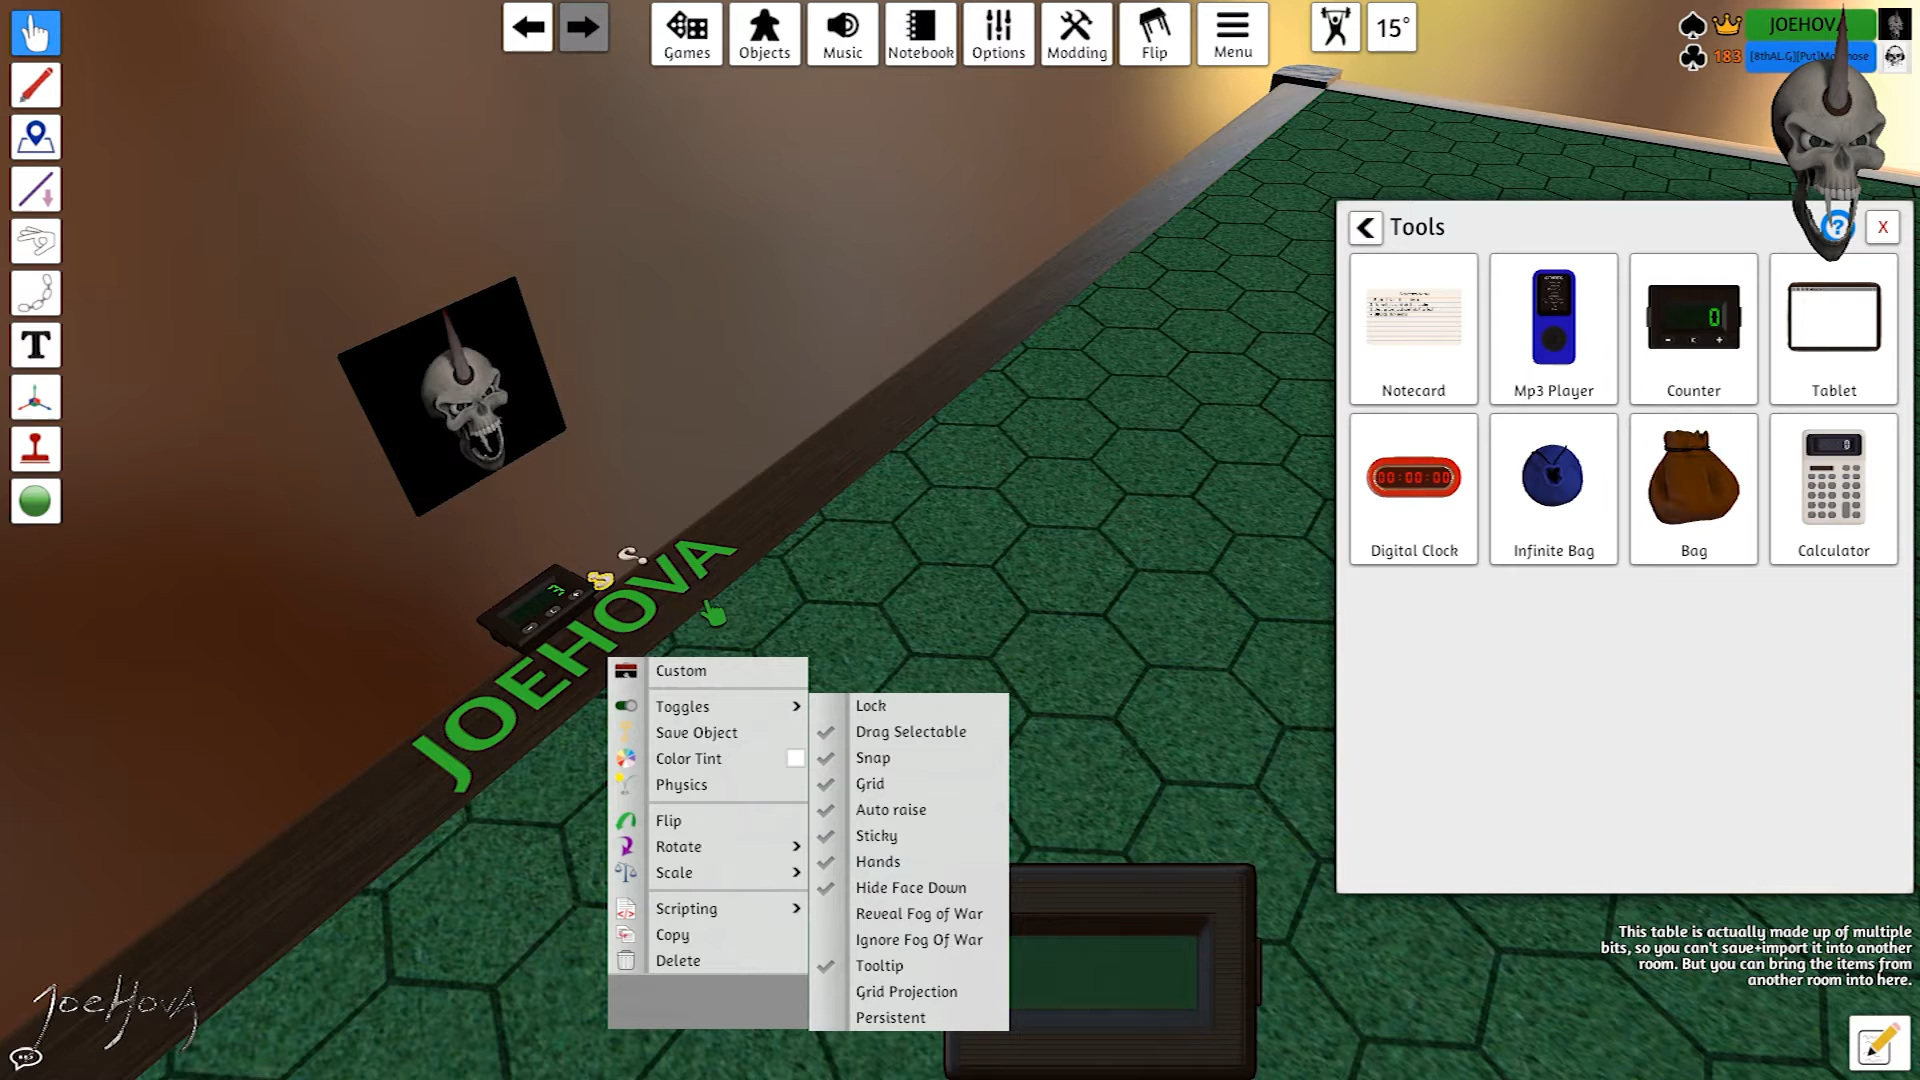 Games
Objects
Music
Notebook
Options
Modding
Flip
Menu
15°
JOEHOVA
183
T
Tools
?
X
Notecard
Mp3 Player
0
Counter
Tablet
00:00:00
Digital Clock
Infinite Bag
Bag
0
Calculator
3
JOEHOVA
Custom
Toggles
Save Object
Color Tint
Physics
Flip
Rotate
Scale
Scripting
Copy
Delete
Lock
Drag Selectable
Snap
Grid
Auto raise
Sticky
Hands
Hide Face Down
Reveal Fog of War
Ignore Fog Of War
Tooltip
Grid Projection
Persistent
This table is actually made up of multiple
bits, so you can't save+import it into another
room. But you can bring the items from
another room into here.
JoeHovA